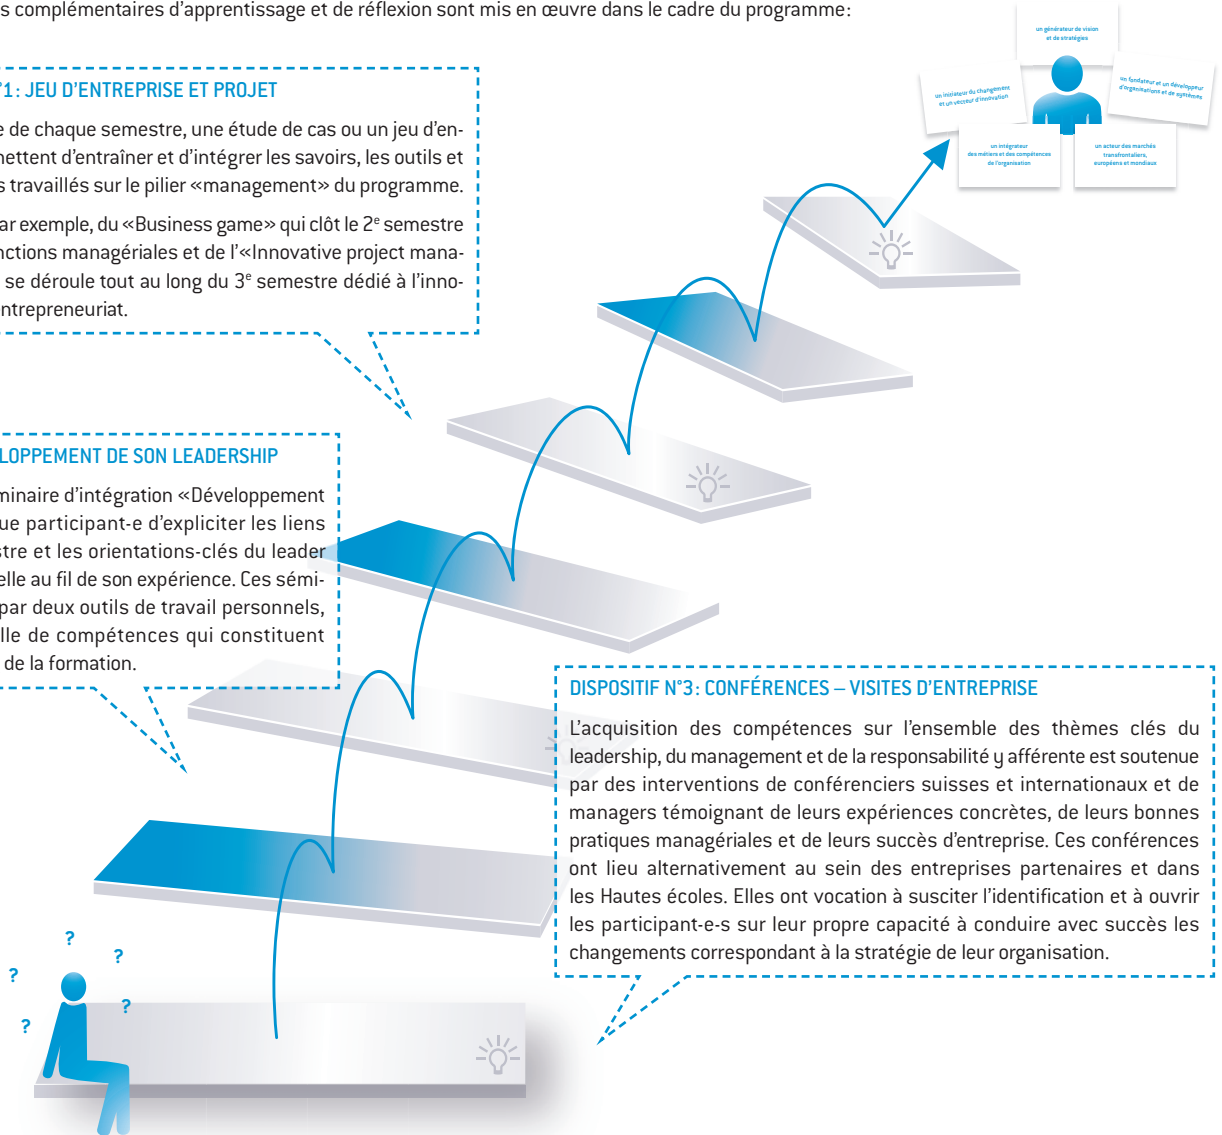 s complémentaires d’apprentissage et de réflexion sont mis en œuvre dans le cadre du programme:
un générateur de vision
et de stratégies
un initiateur du changement
et un vecteur d’innovation
un fondateur et un développeur
d’organisations et de systèmes
un intégrateur
des métiers et des compétences
de l’organisation
un acteur des marchés
transfrontaliers,
européens et mondiaux
°1: JEU D’ENTREPRISE ET PROJET
e de chaque semestre, une étude de cas ou un jeu d’en-
mettent d’entraîner et d’intégrer les savoirs, les outils et
s travaillés sur le pilier «management» du programme.
ar exemple, du «Business game» qui clôt le 2e semestre
nctions managériales et de l’«Innovative project mana-
se déroule tout au long du 3e semestre dédié à l’inno-
ntrepreneuriat.
LOPPEMENT DE SON LEADERSHIP
minaire d’intégration «Développement
ue participant-e d’expliciter les liens
stre et les orientations-clés du leader
elle au fil de son expérience. Ces sémi-
par deux outils de travail personnels,
lle de compétences qui constituent
de la formation.
DISPOSITIF N°3: CONFÉRENCES – VISITES D’ENTREPRISE
L’acquisition des compétences sur l’ensemble des thèmes clés du
leadership, du management et de la responsabilité y afférente est soutenue
par des interventions de conférenciers suisses et internationaux et de
managers témoignant de leurs expériences concrètes, de leurs bonnes
pratiques managériales et de leurs succès d’entreprise. Ces conférences
ont lieu alternativement au sein des entreprises partenaires et dans
les Hautes écoles. Elles ont vocation à susciter l’identification et à ouvrir
les participant-e-s sur leur propre capacité à conduire avec succès les
changements correspondant à la stratégie de leur organisation.
?
?
?
?
?